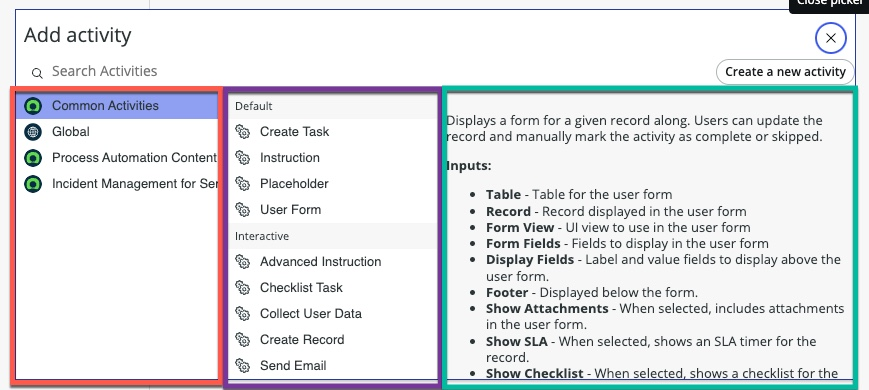 Close picker
Add activity
Search Activities
Create a new activity
Common Activities
Global
Process Automation Content
Incident Management for Ser
Default
Create Task
Instruction
Placeholder
User Form
Interactive
Advanced Instruction
Checklist Task
Collect User Data
Create Record
Send Email
Displays a form for a given record along. Users can update the
record and manually mark the activity as complete or skipped.
Inputs:
• Table - Table for the user form
• Record - Record displayed in the user form
• Form View - UI view to use in the user form
• Form Fields - Fields to display in the user form
• Display Fields - Label and value fields to display above the
user form.
• Footer - Displayed below the form.
• Show Attachments - When selected, includes attachments
in the user form.
• Show SLA - When selected, shows an SLA timer for the
record.
• Show Checklist - When selected, shows a checklist for the